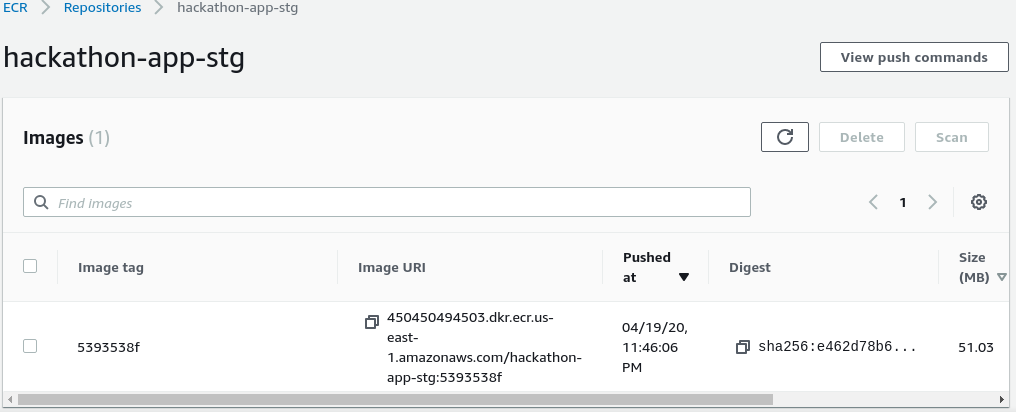 ECR > Repositories > hackathon-app-stg
hackathon-app-stg
View push commands
Images (1)
Delete
Scan
Find images
1
Image tag
Image URI
Pushed
at
Digest
Size
(MB)
5393538f
450450494503.dkr.ecr.us-
east-
1.amazonaws.com/hackathon-
app-stg:5393538f
04/19/20,
11:46:06
PM
sha256:e462d78b6...
51.03